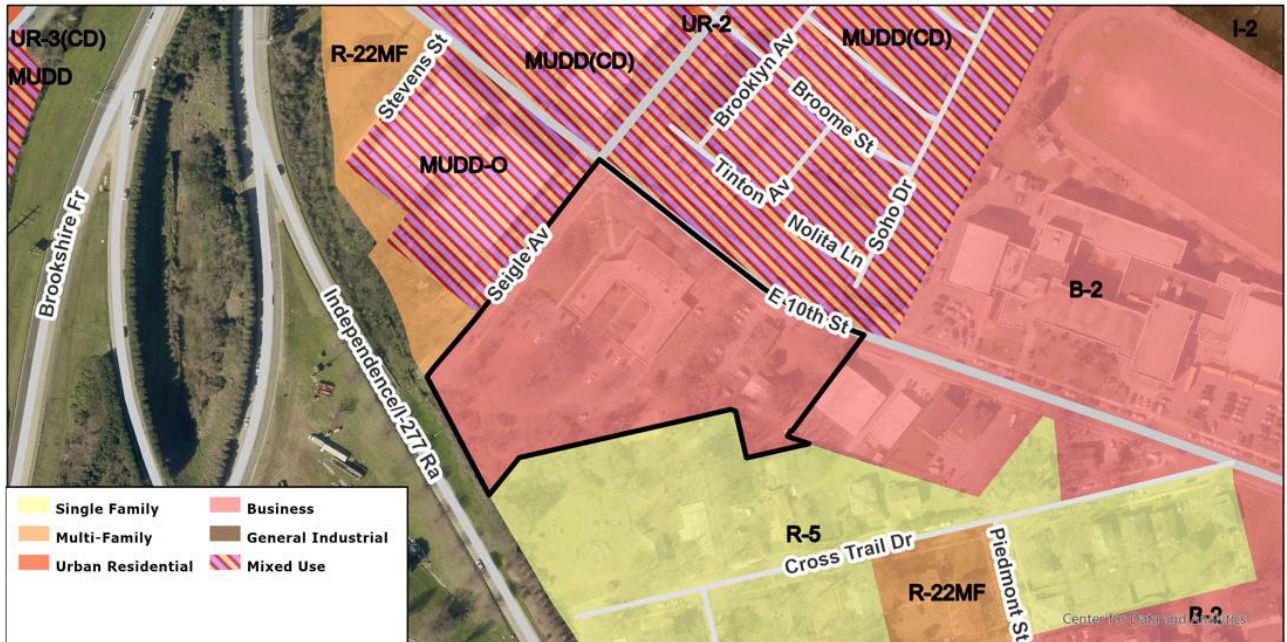 UR-3(CD)
MUDD
R-22MF
Stevens St
MUDD(CD)
UR-2
Brooklyn Av
MUDD(CD)
Broome St
I-2
MUDD-O
Tinton Av
Nolita Ln
Soho Dr
Brookshire Fr
Seigle Av
E 10th St
B-2
Independence/I-277 Ra
R-5
Cross Trail Dr
R-22MF
Piedmont St
B-2
Center for Data and Analytics
Single Family
Business
Multi-Family
General Industrial
Urban Residential
Mixed Use